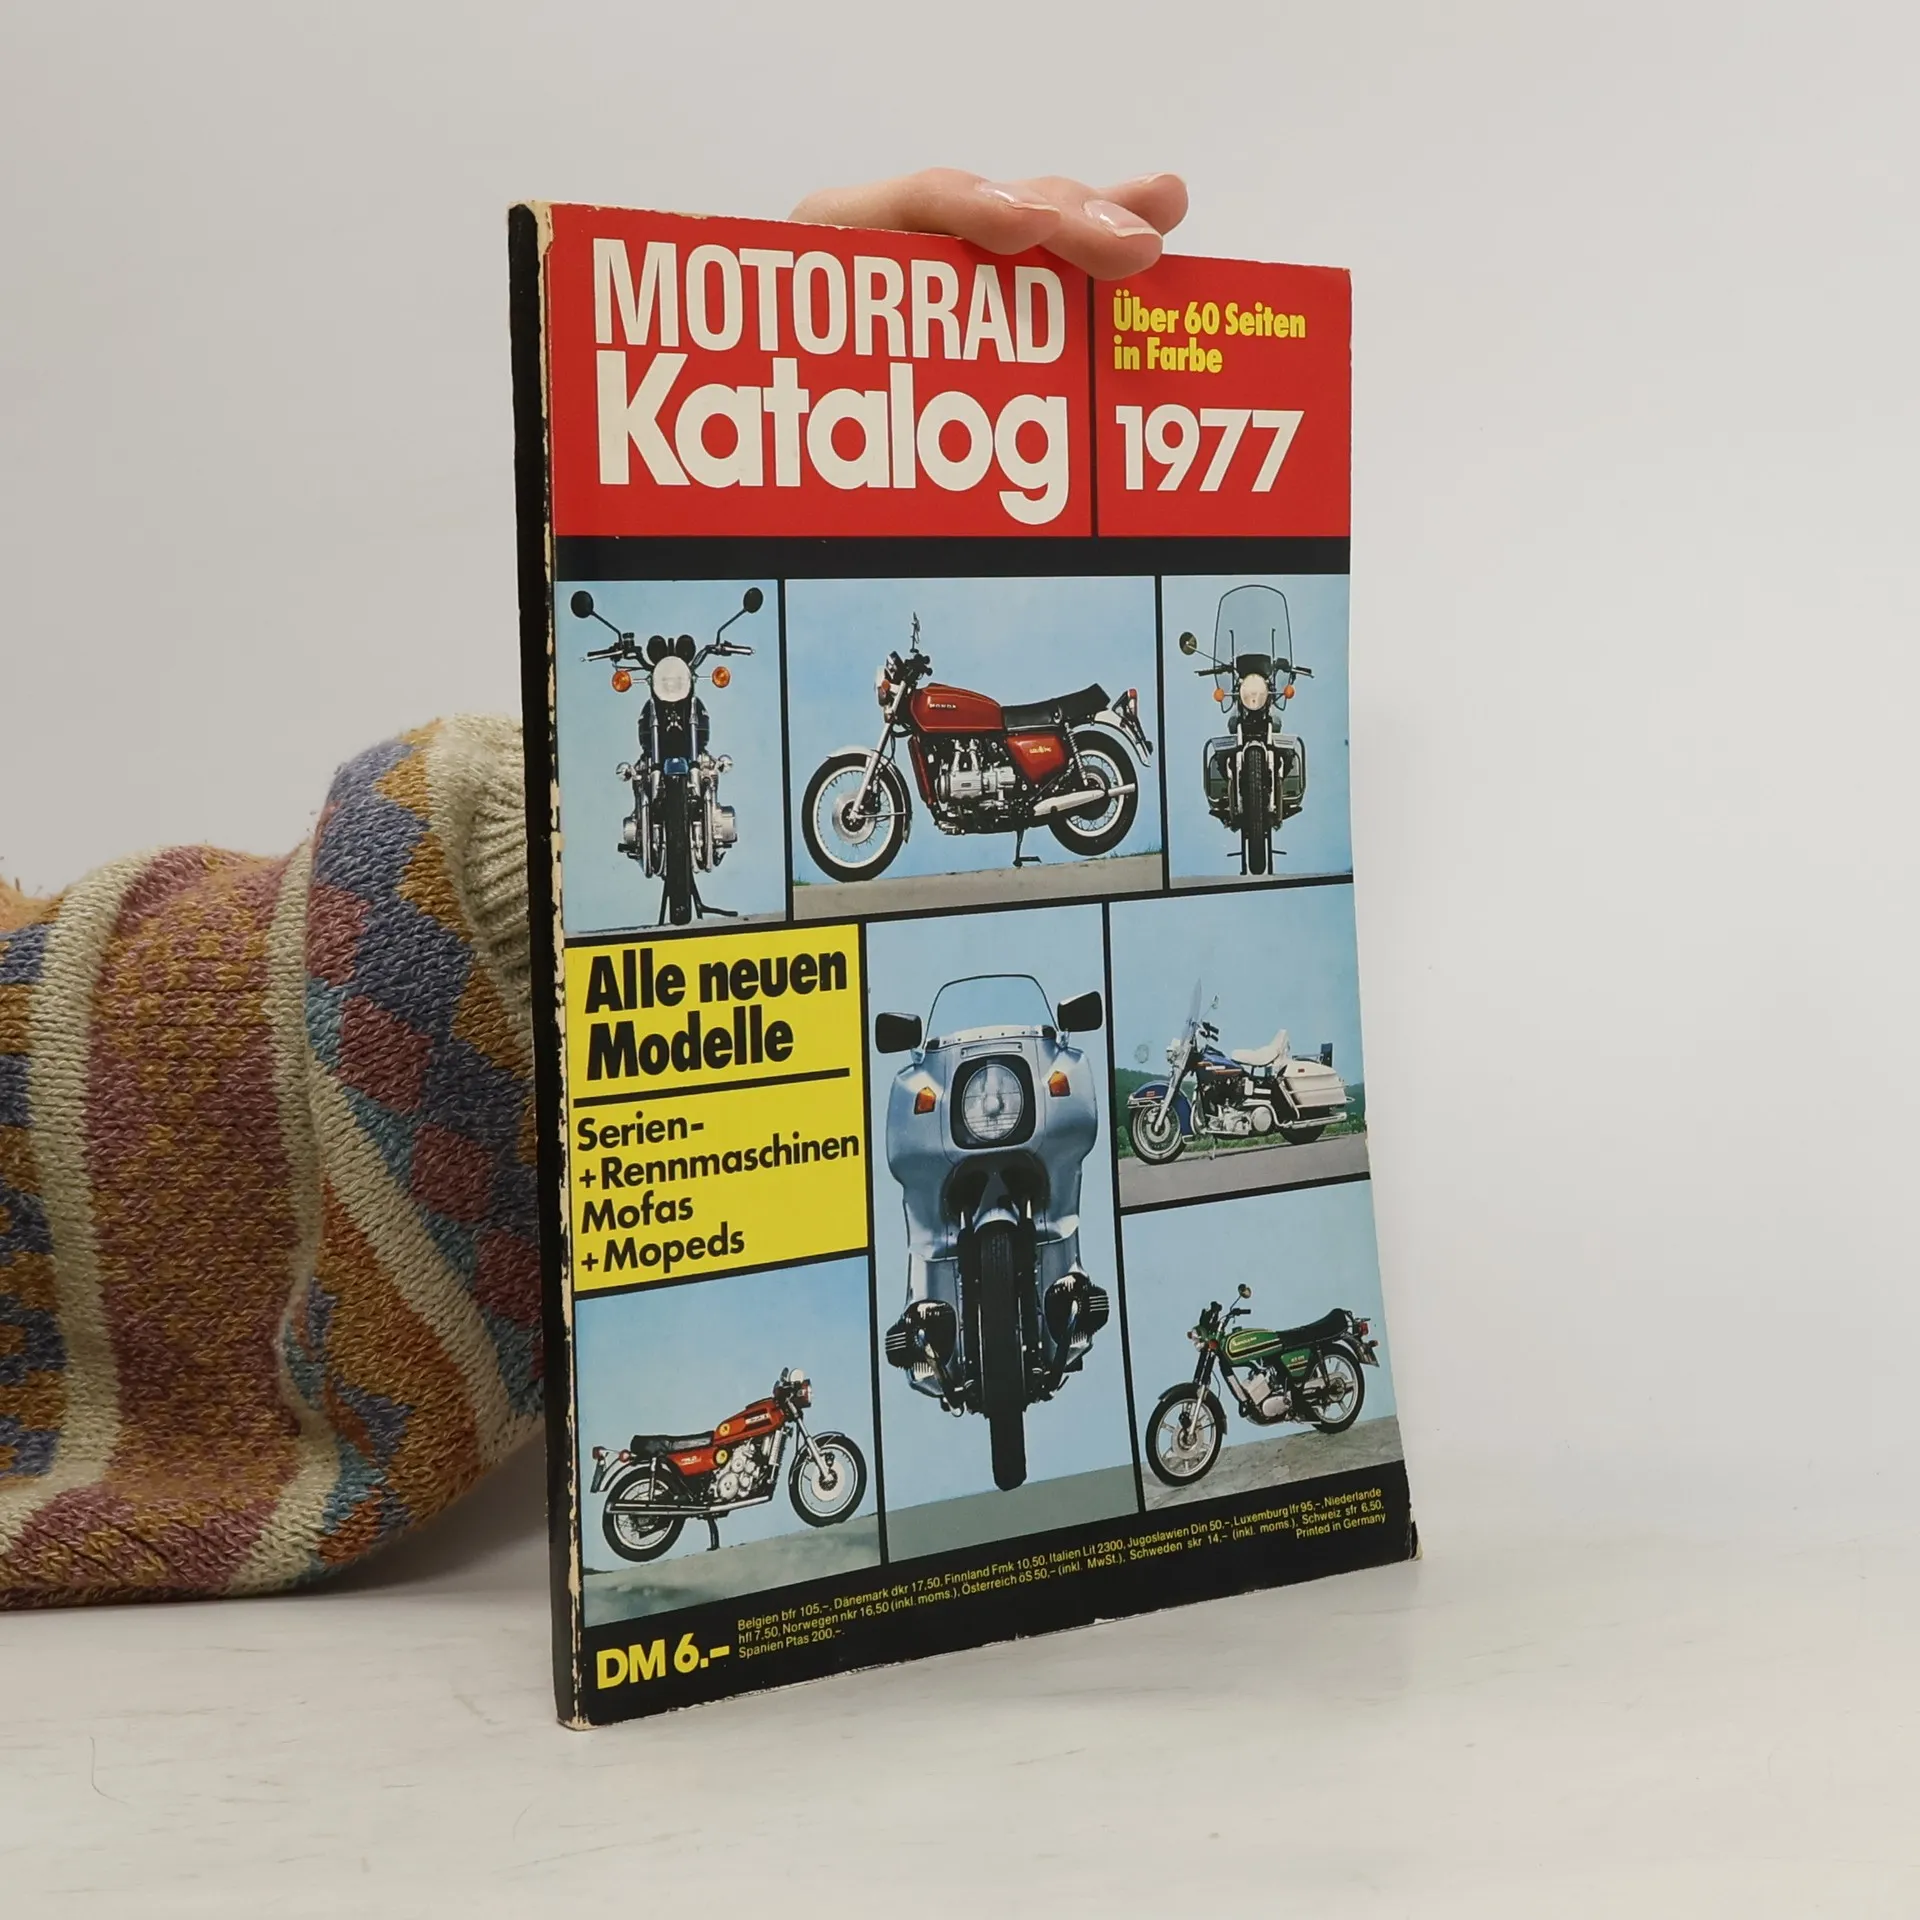 MOTORRAD
Katalog
Über 60 Seiten
in Farbe
1977
HONDA
Alle neuen
Modelle
Serien-
+Rennmaschinen
Mofas
+Mopeds
DM 6.–
Belgien bfr 105,–, Dänemark dkr 17,50, Finnland Fmk 10,50, Italien Lit 2300, Jugoslawien Din 50,–, Luxemburg lfr 95,–, Niederlande
hfl 7,50, Norwegen nkr 16,50 (inkl. moms.), Österreich öS 50,– (inkl. MwSt.), Schweden skr 14,– (inkl. moms.), Schweiz sfr 6,50,
Spanien Ptas 200,–.
Printed in Germany